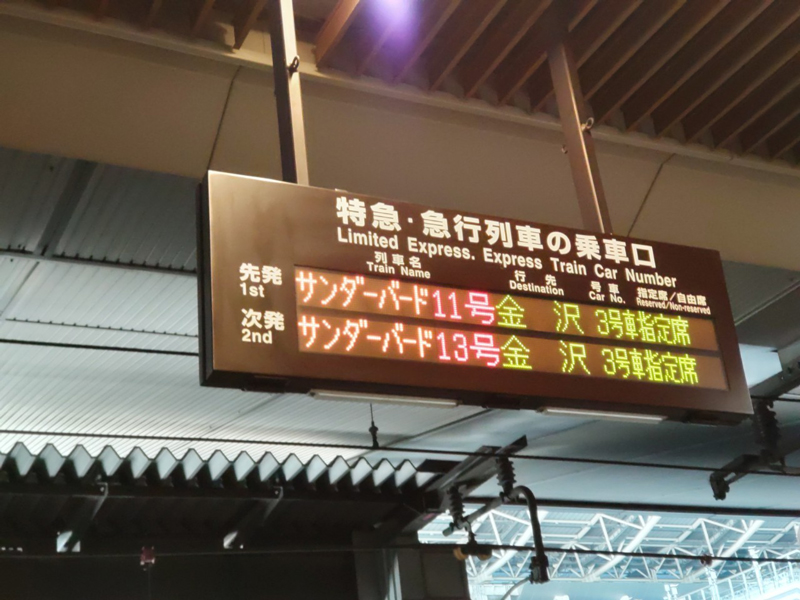 特急・急行列車の乗車口
Limited Express. Express Train Car Number
列車名 行先 号車 指定席/自由席
Train Name Destination Car No. Reserved/Non-reserved
先発 サンダーバード11号 金 沢 3号車指定席
1st
次発 サンダーバード13号 金 沢 3号車指定席
2nd